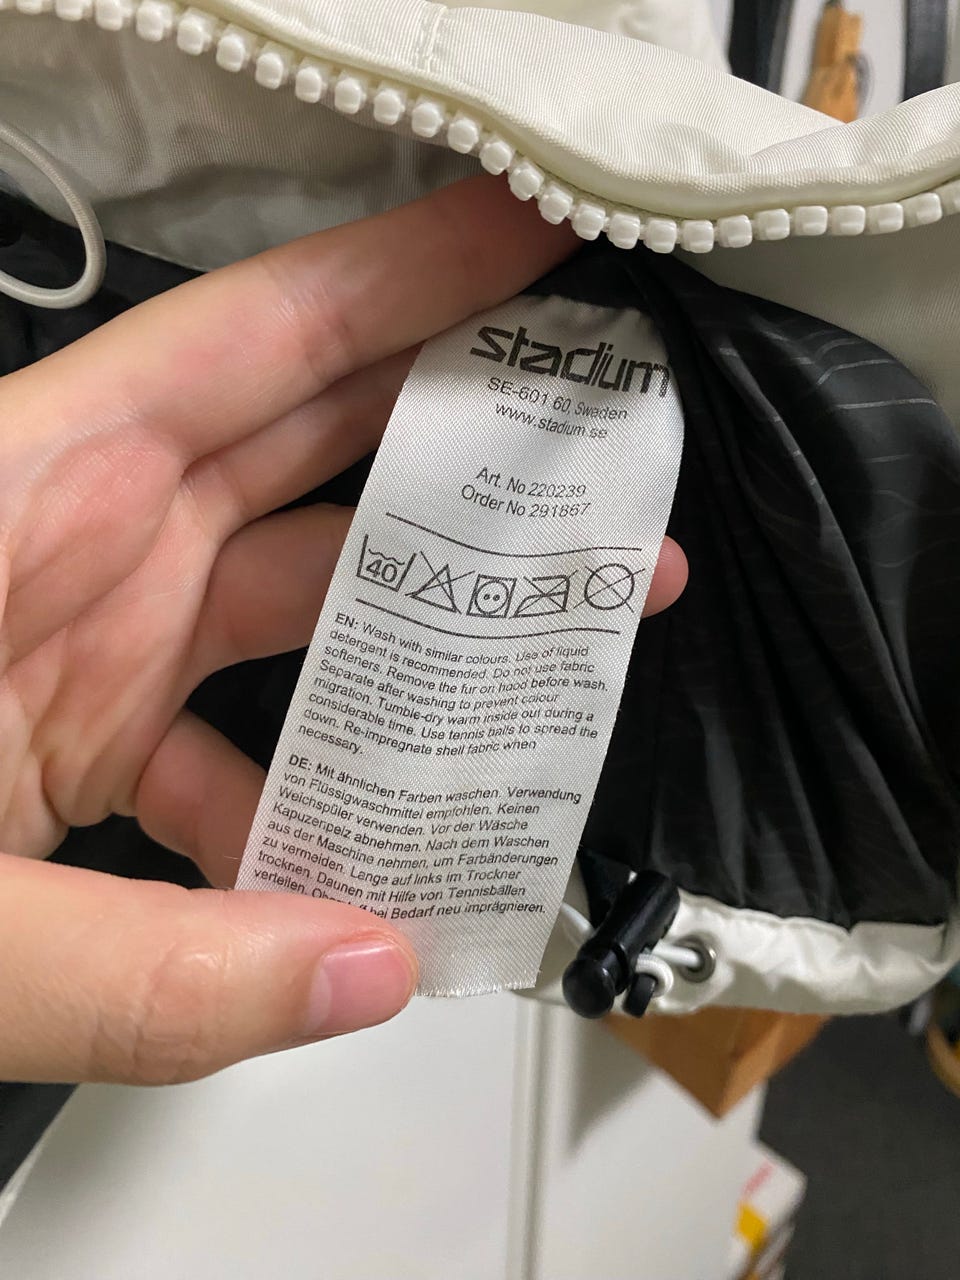 stadium
SE-601 60, Sweden
www.stadium.se
Art. No 220239
Order No 291667
40
EN: Wash with similar colours. Use of liquid
detergent is recommended. Do not use fabric
softeners. Remove the fur on hood before wash.
Separate after washing to prevent colour
migration. Tumble-dry warm inside out during a
considerable time. Use tennis balls to spread the
down. Re-impregnate shell fabric when
necessary.
DE: Mit ähnlichen Farben waschen. Verwendung
von Flüssigwaschmittel empfohlen. Keinen
Weichspüler verwenden. Vor der Wäsche
Kapuzenpelz abnehmen. Nach dem Waschen
aus der Maschine nehmen, um Farbänderungen
zu vermeiden. Lange auf links im Trockner
trocknen. Daunen mit Hilfe von Tennisbällen
verteilen. bei Bedarf neu imprägnieren.